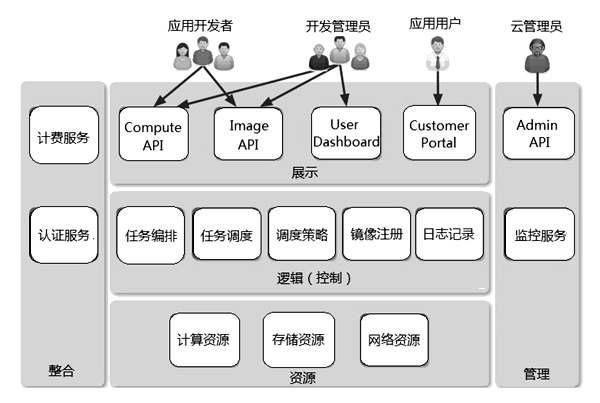 应用开发者
开发管理员
应用用户
云管理员
计费服务
Compute
API
Image
API
User
Dashboard
Customer
Portal
Admin
API
展示
认证服务
任务编排
任务调度
调度策略
镜像注册
日志记录
监控服务
逻辑（控制）
计算资源
存储资源
网络资源
整合
资源
管理